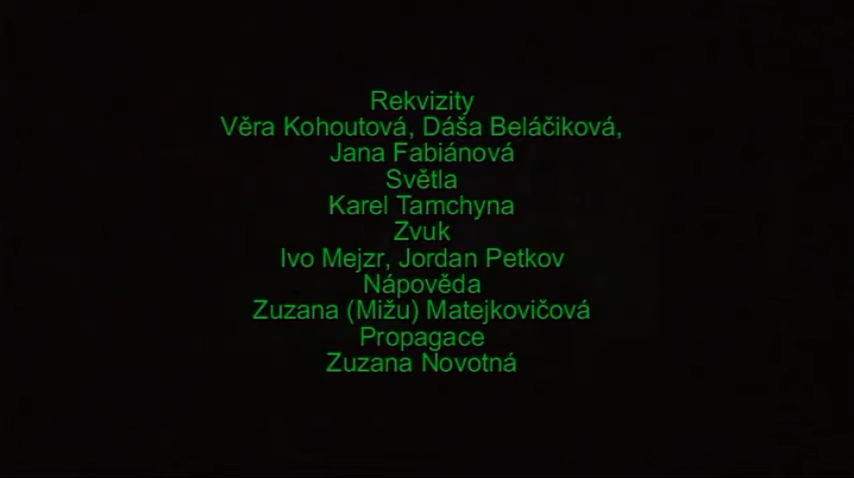 Rekvizity
Věra Kohoutová, Dáša Beláčiková,
Jana Fabiánová
Světla
Karel Tamchyna
Zvuk
Ivo Mejzr, Jordan Petkov
Nápověda
Zuzana (Mižu) Matejkovičová
Propagace
Zuzana Novotná